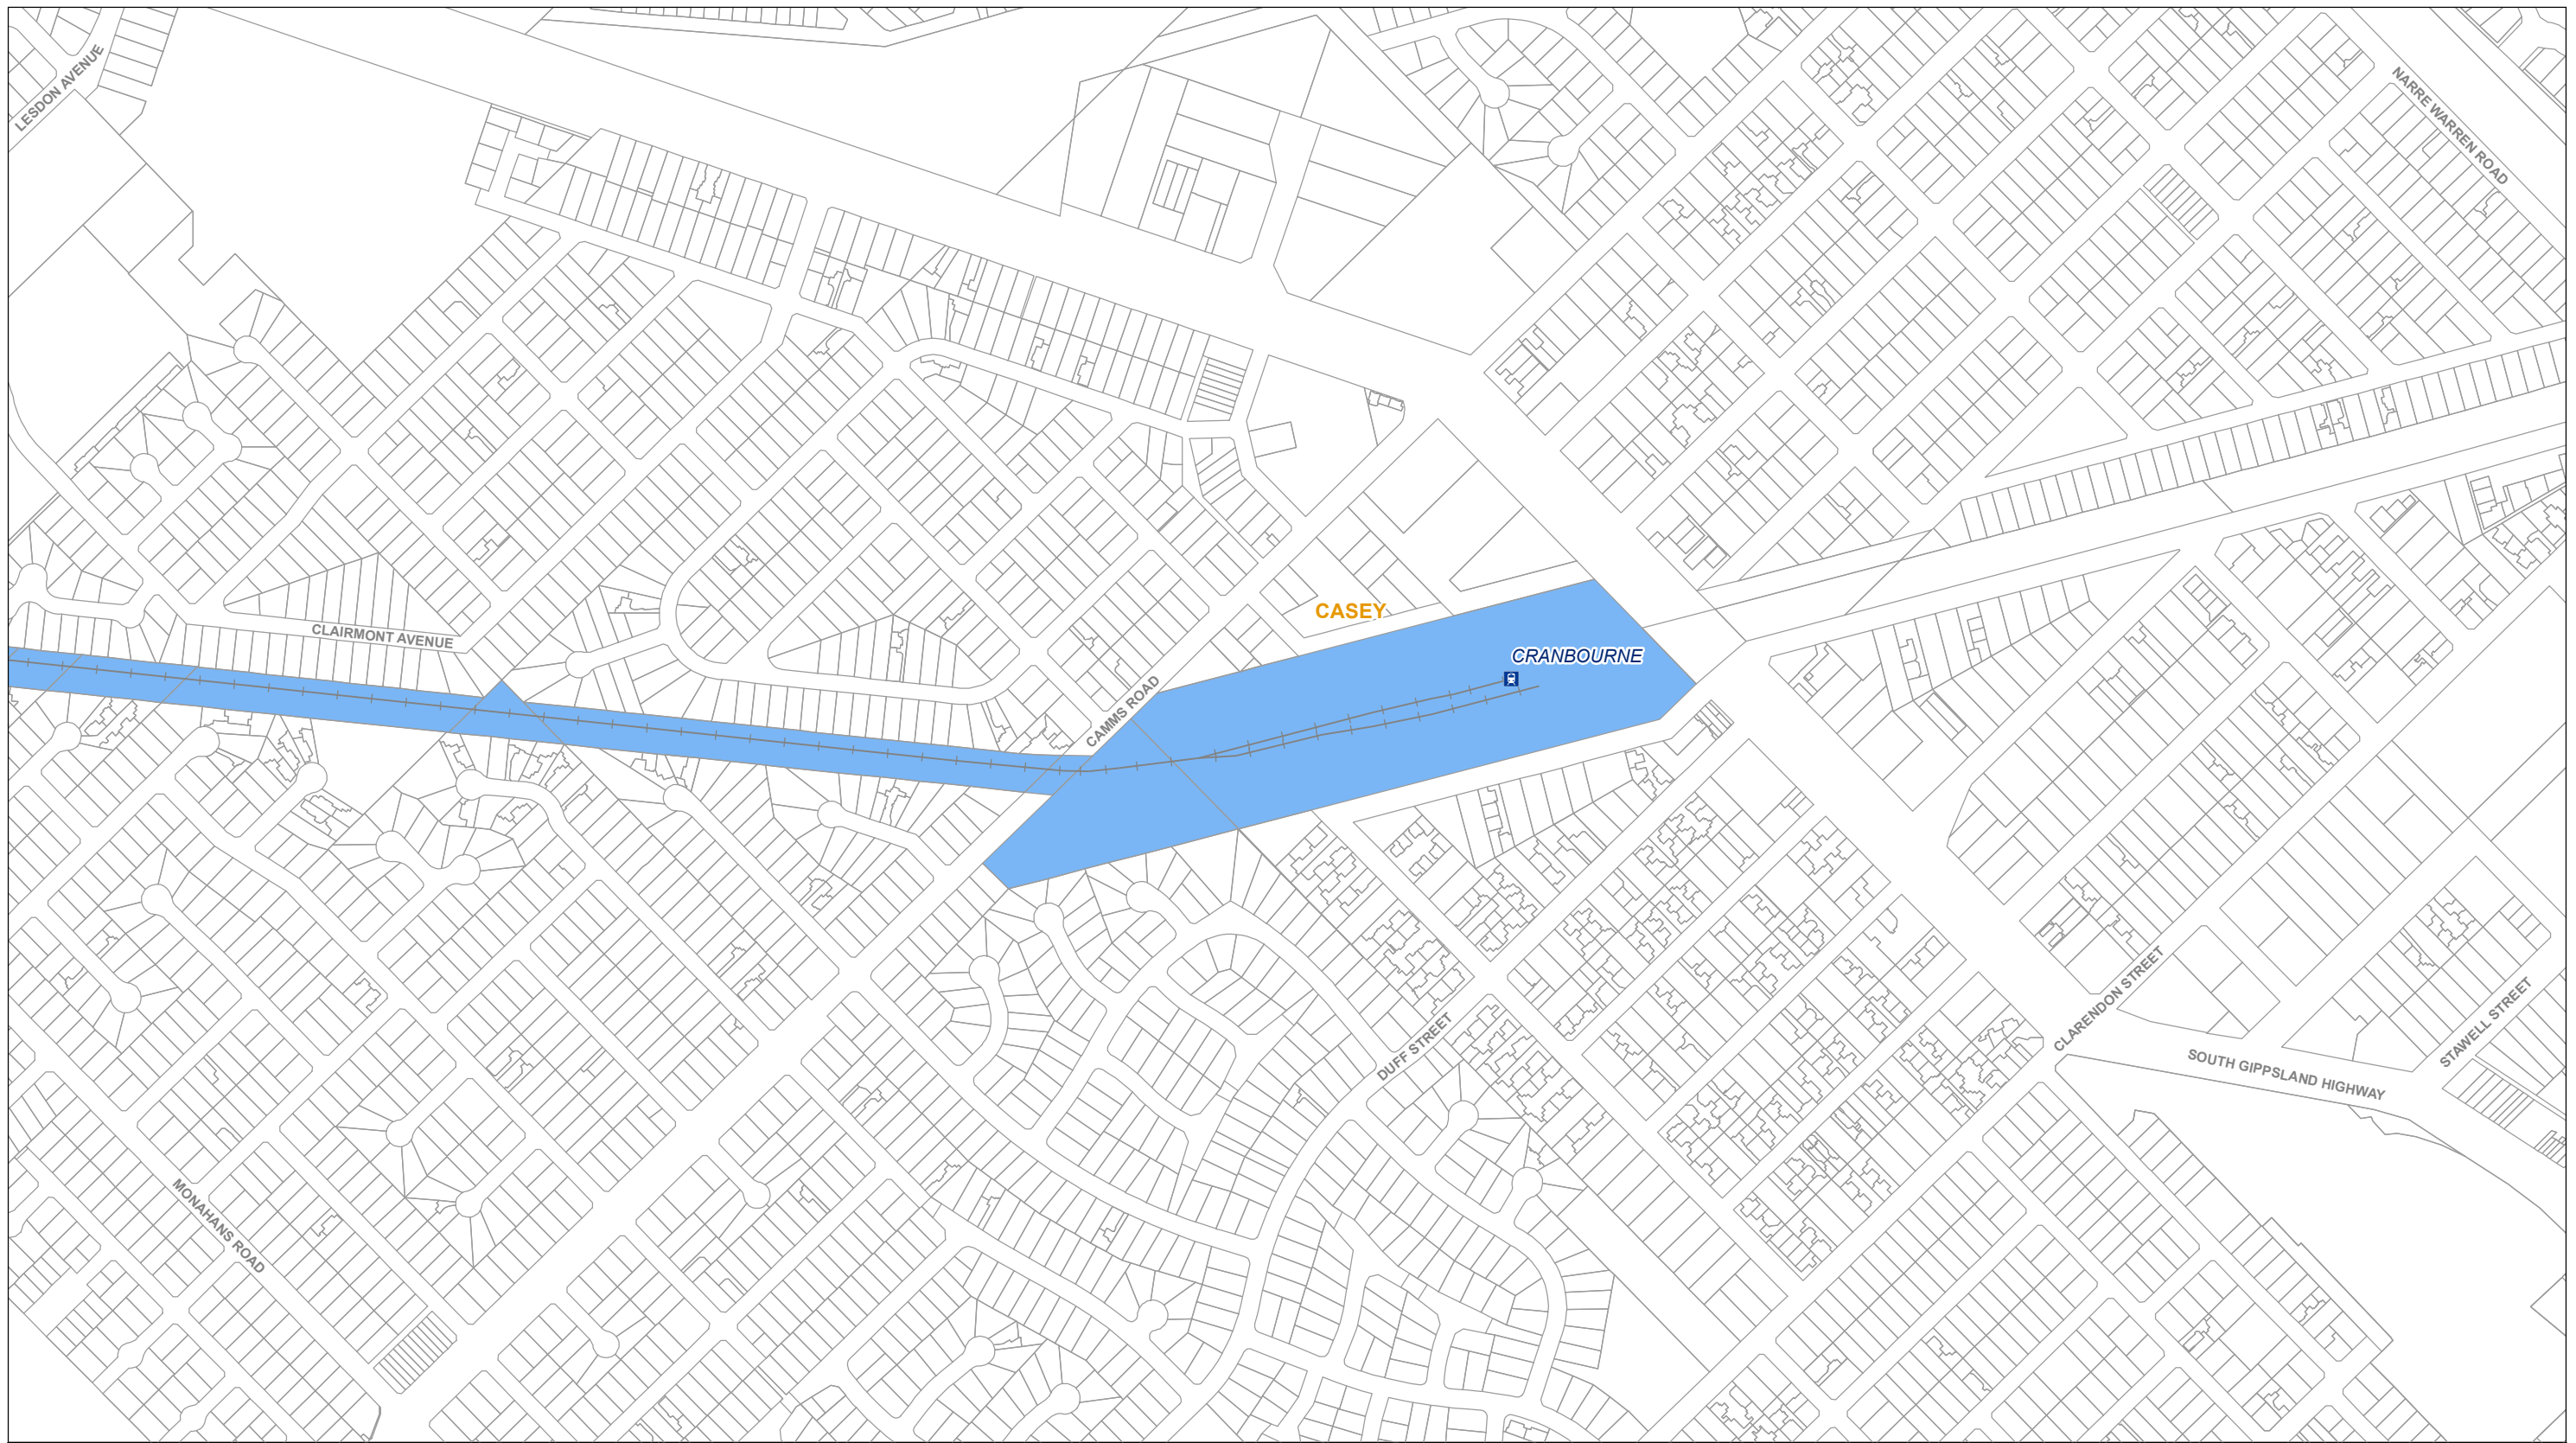 LESDON AVENUE
NARRE WARREN ROAD
CASEY
CLAIRMONT AVENUE
CRANBOURNE
CAMMS ROAD
CLARENDON STREET
STAWELL STREET
DUFF STREET
SOUTH GIPPSLAND HIGHWAY
MONAHANS ROAD